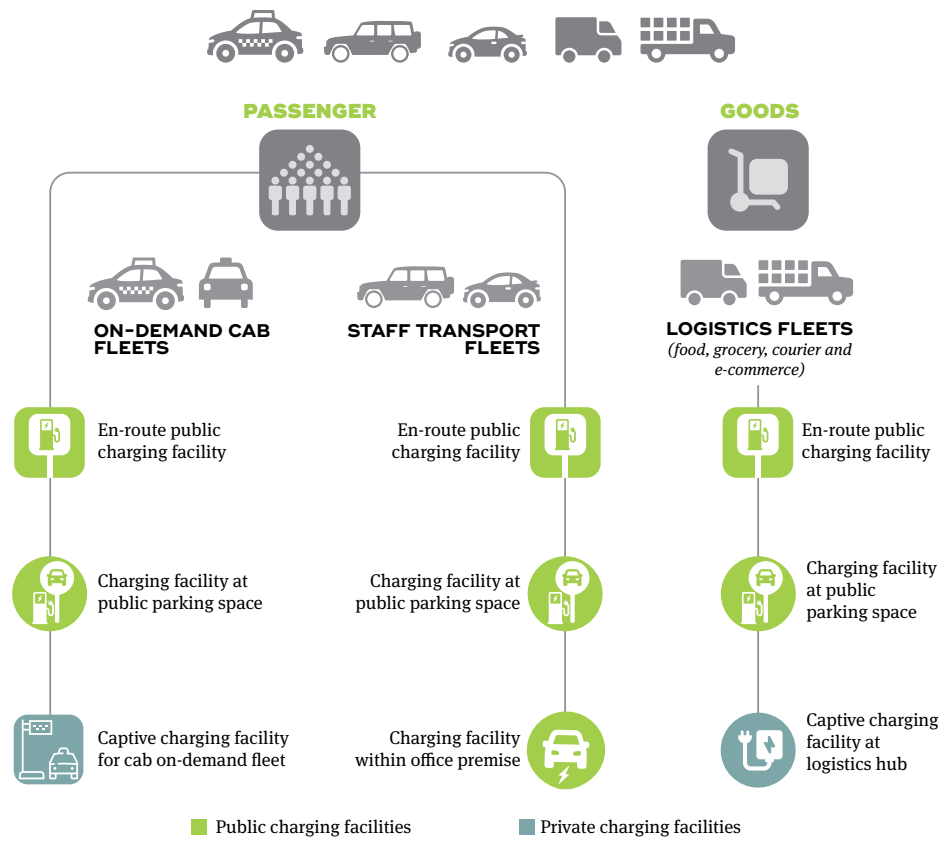 PASSENGER
GOODS
ON-DEMAND CAB
FLEETS
STAFF TRANSPORT
FLEETS
LOGISTICS FLEETS
(food, grocery, courier and
e-commerce)
En-route public
charging facility
En-route public
charging facility
En-route public
charging facility
Charging facility at
public parking space
Charging facility at
public parking space
Charging facility
at public
parking space
Captive charging facility
for cab on-demand fleet
Charging facility
within office premise
Captive charging
facility at
logistics hub
Public charging facilities
Private charging facilities